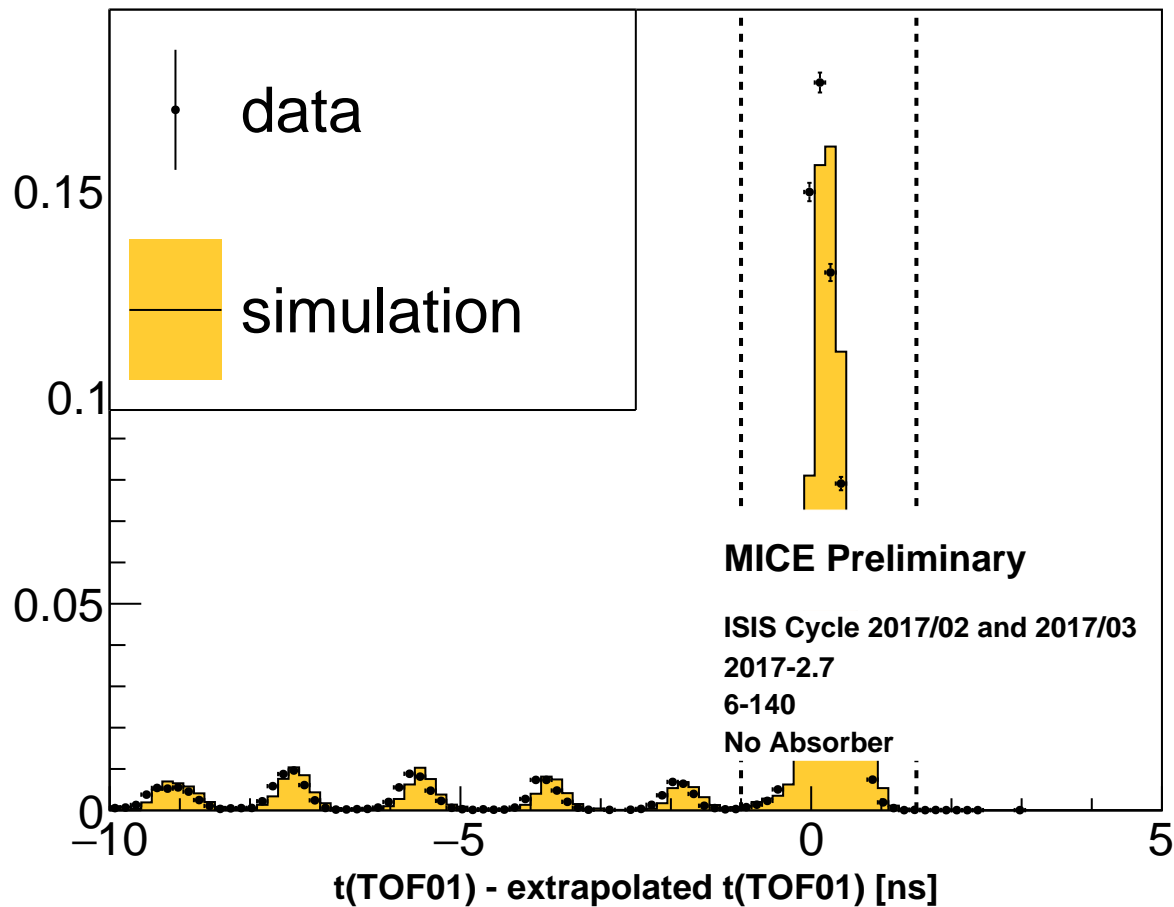 data
simulation
0.15
0.1
0.05
0
MICE Preliminary
ISIS Cycle 2017/02 and 2017/03
2017-2.7
6-140
No Absorber
−10 −5 0 5
t(TOF01) - extrapolated t(TOF01) [ns]